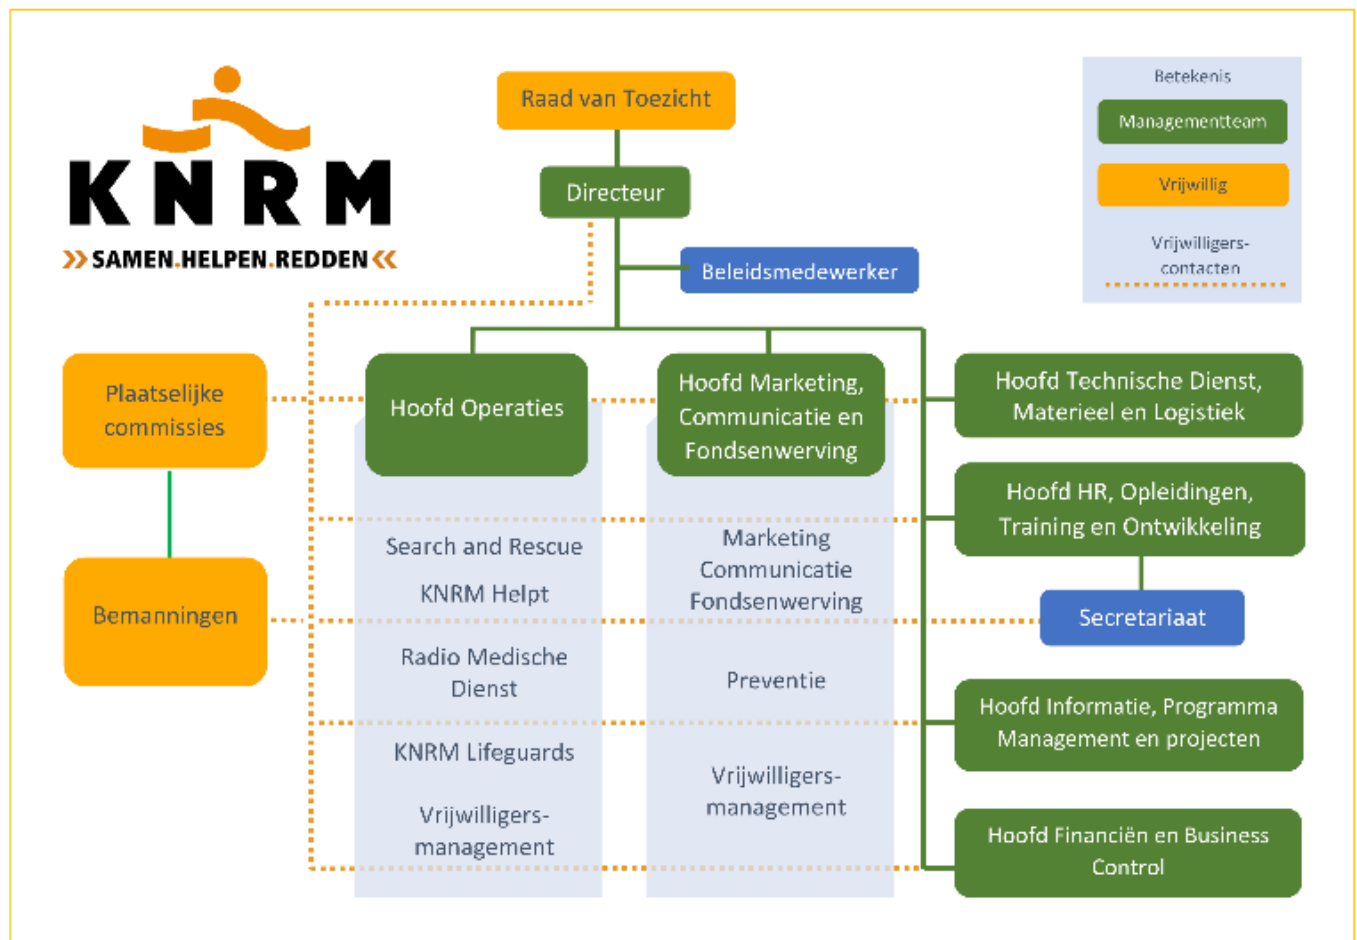 KNRM
SAMEN.HELPEN.REDDEN
Raad van Toezicht
Directeur
Beleidsmedewerker
Betekenis
Managementteam
Vrijwillig
Vrijwilligers-
contacten
Plaatselijke
commissies
Bemanningen
Hoofd Operaties
Search and Rescue
KNRM Helpt
Radio Medische
Dienst
KNRM Lifeguards
Vrijwilligers-
management
Hoofd Marketing,
Communicatie en
Fondsenwerving
Marketing
Communicatie
Fondsenwerving
Preventie
Vrijwilligers-
management
Hoofd Technische Dienst,
Materieel en Logistiek
Hoofd HR, Opleidingen,
Training en Ontwikkeling
Secretariaat
Hoofd Informatie, Programma
Management en projecten
Hoofd Financiën en Business
Control